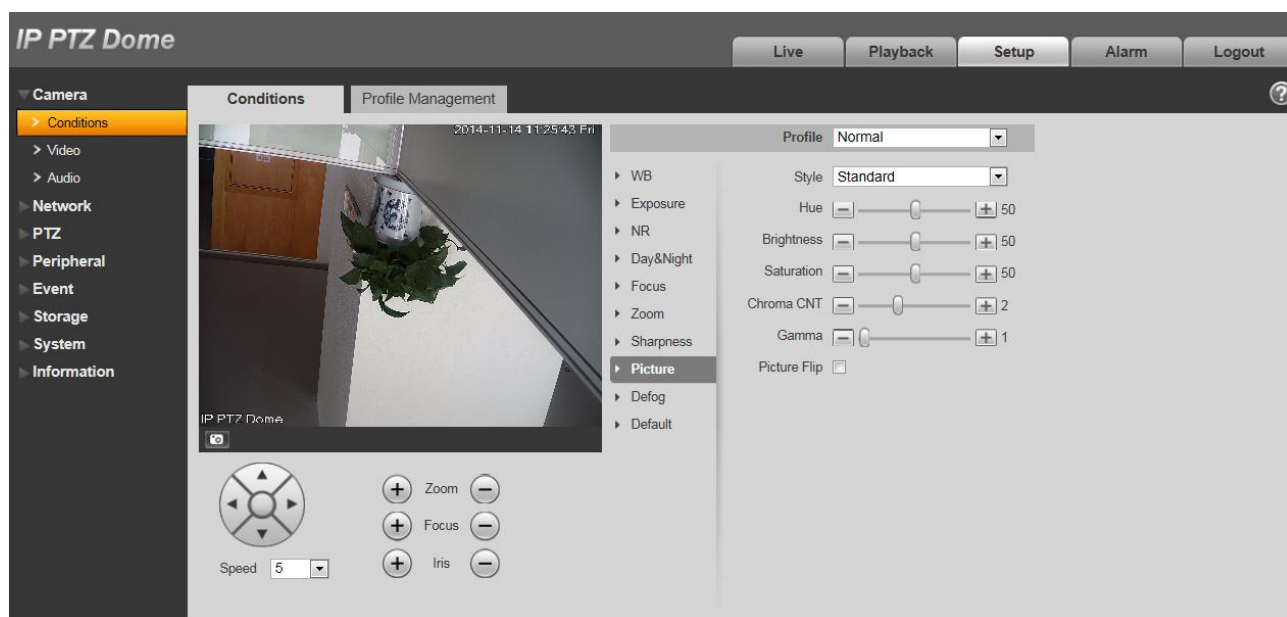 IP PTZ Dome
Live Playback Setup Alarm Logout
Camera
Conditions
Video
Audio
Network
PTZ
Peripheral
Event
Storage
System
Information
Conditions Profile Management
2014-11-14 11:25:43 Fri
IP PTZ Dome
Zoom
Focus
Iris
Speed 5
WB
Exposure
NR
Day&Night
Focus
Zoom
Sharpness
Picture
Defog
Default
Profile Normal
Style Standard
Hue 50
Brightness 50
Saturation 50
Chroma CNT 2
Gamma 1
Picture Flip